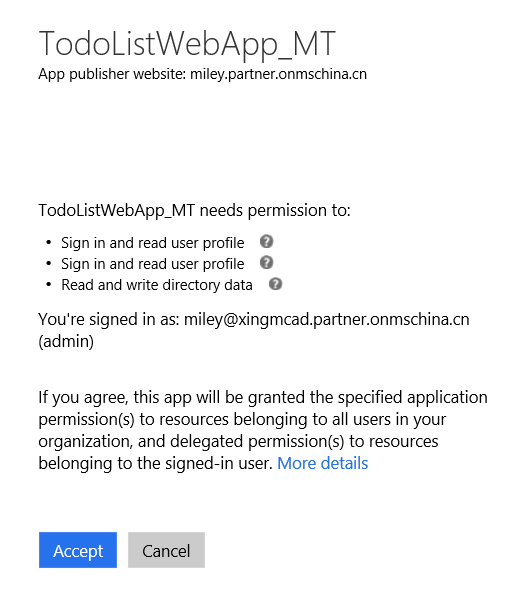 TodoListWebApp_MT
App publisher website: miley.partner.onmschina.cn
TodoListWebApp_MT needs permission to:
• Sign in and read user profile ?
• Sign in and read user profile ?
• Read and write directory data ?
You're signed in as: miley@xingmcad.partner.onmschina.cn
(admin)
If you agree, this app will be granted the specified application
permission(s) to resources belonging to all users in your
organization, and delegated permission(s) to resources
belonging to the signed-in user. More details
Accept Cancel